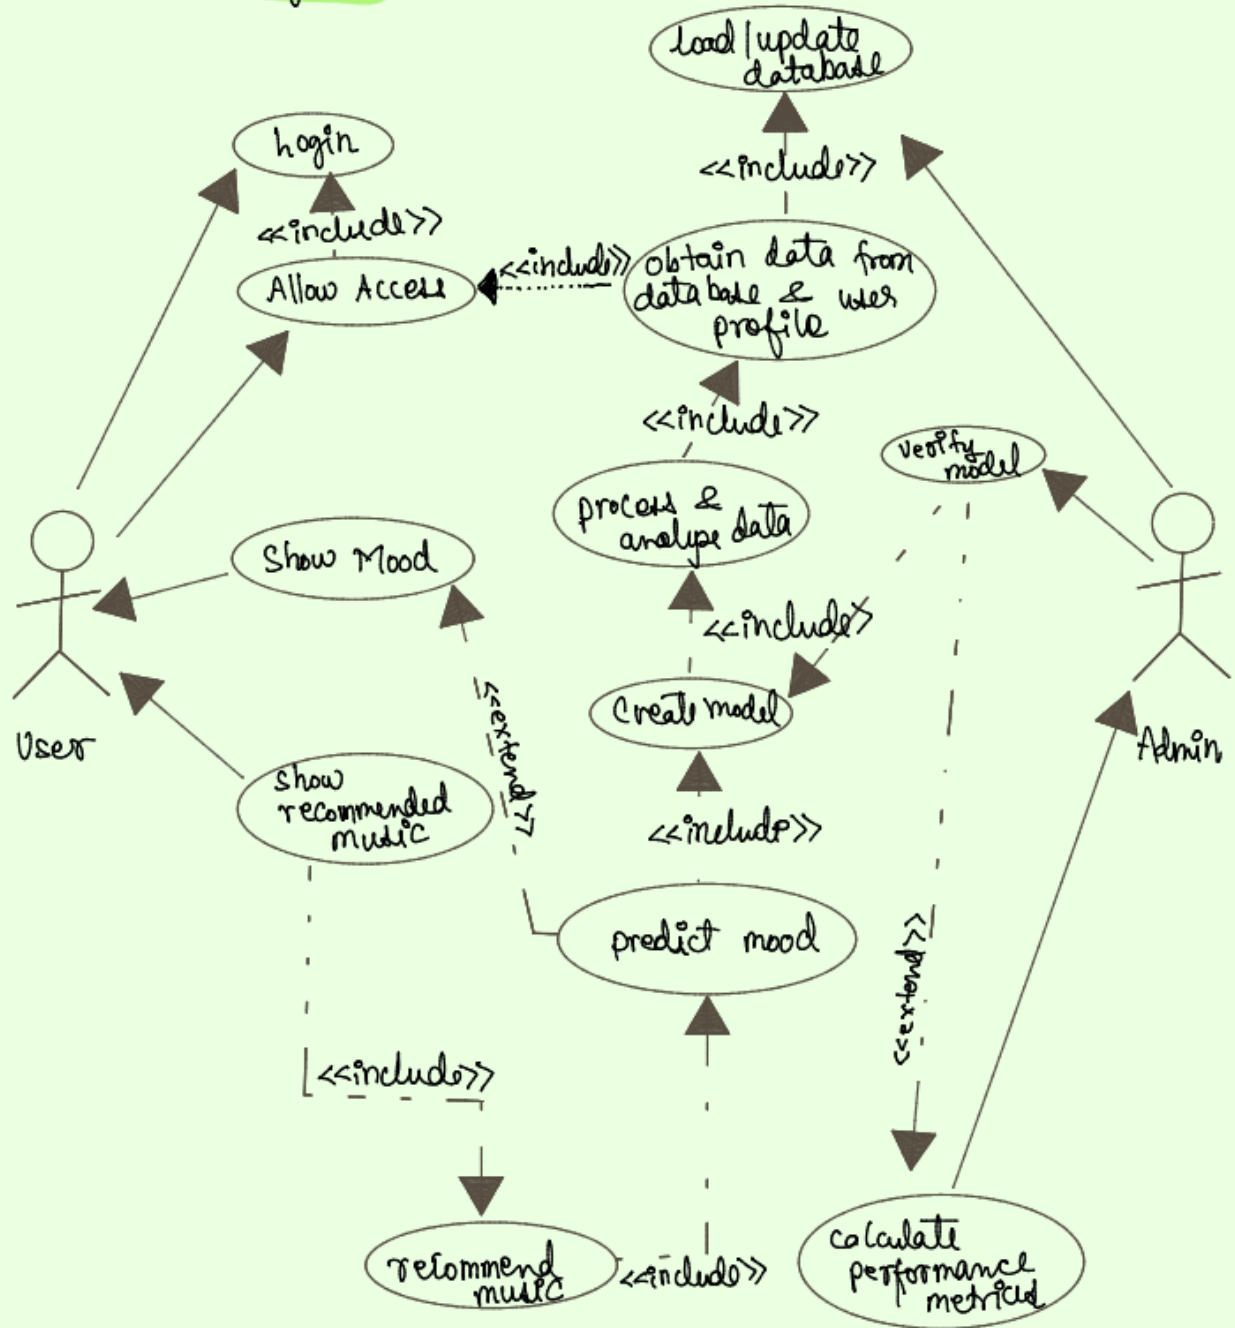 Load/update
database
Login
<<include>>
<<include>>
Allow Access
<<include>>
obtain data from
database & user
profile
<<include>>
verify
model
process &
analype data
Show Mood
<<include>
Create model
<<extend>>
User
Admin
show
recommended
music
<<include>>
predict mood
<<extend>>
<<include>>
recommend
music
<<include>>
calculate
performance
metrices